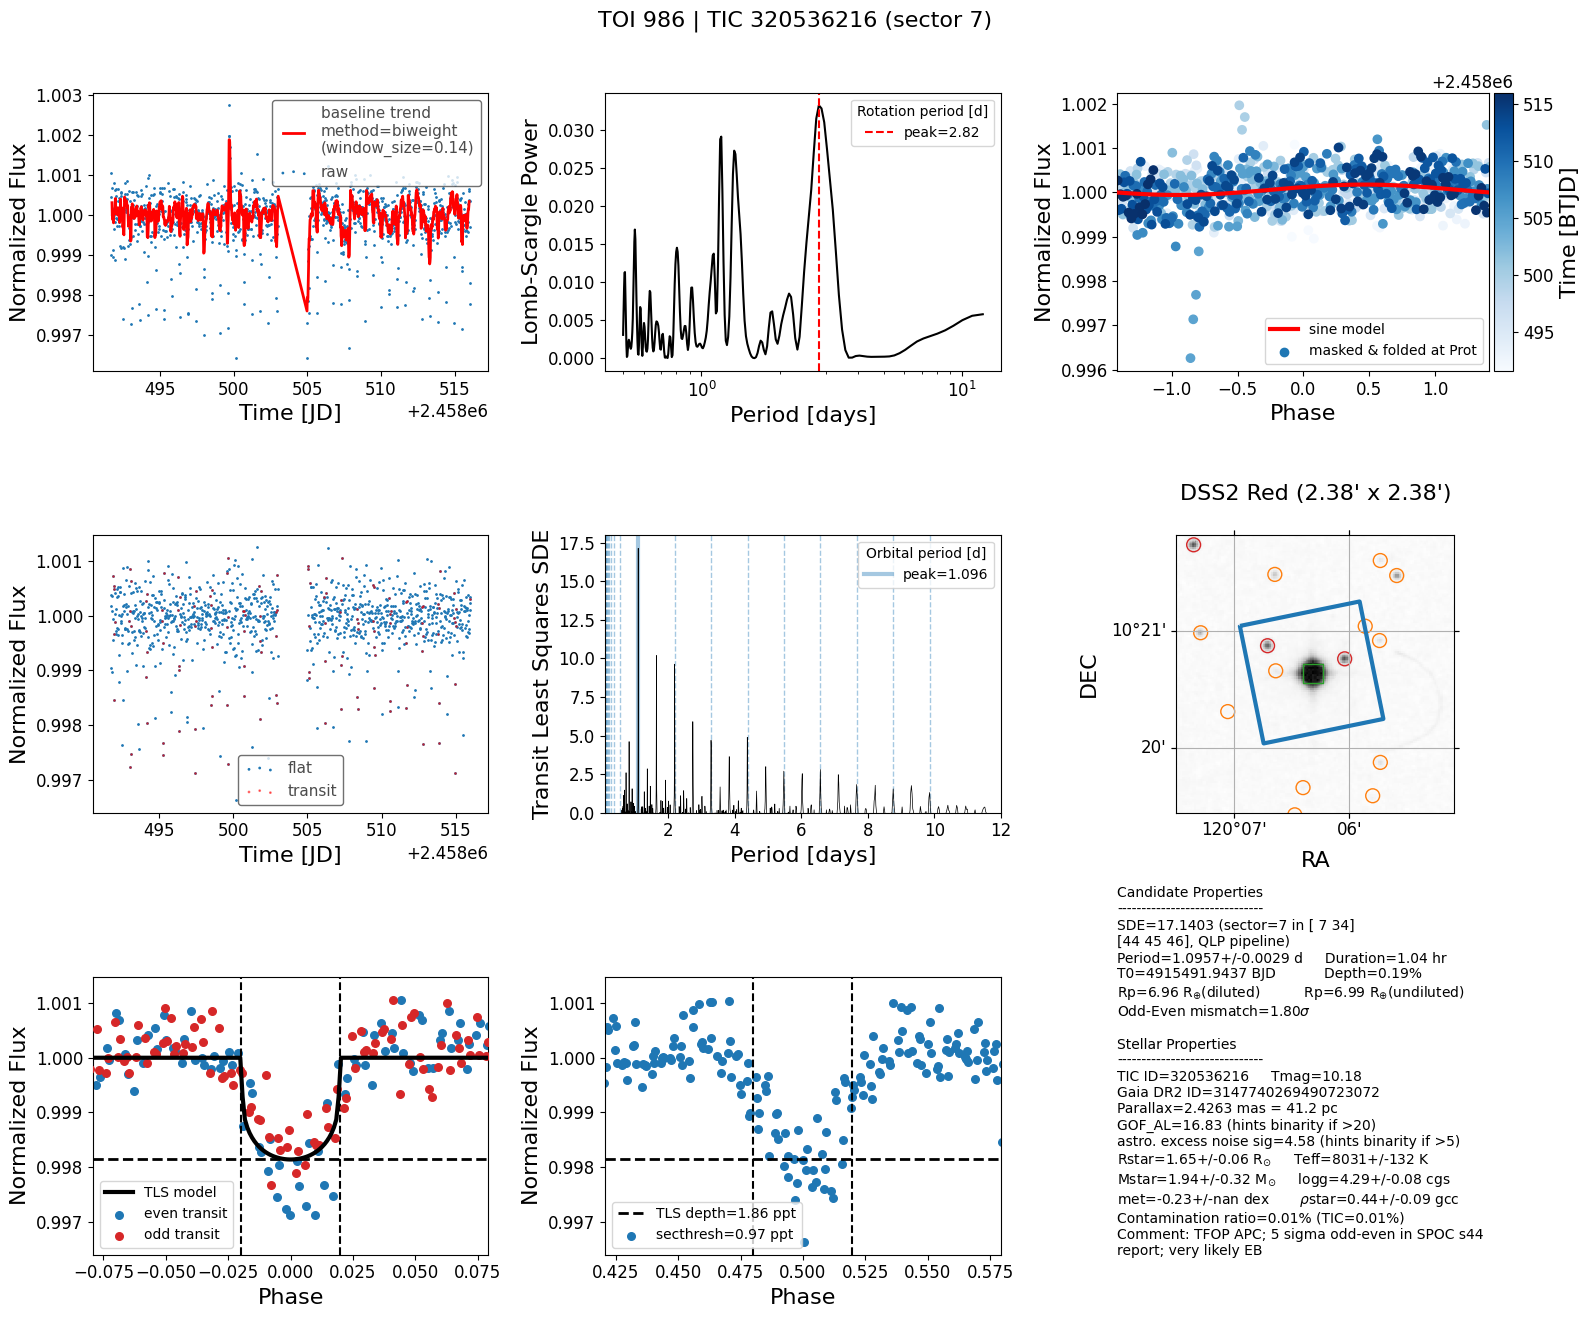 TOI 986 | TIC 320536216 (sector 7)
Normalized Flux
1.003
1.002
1.001
1.000
0.999
0.998
0.997
baseline trend
method=biweight
(window_size=0.14)
raw
495 500 505 510 515
Time [JD]
+2.458e6
Lomb-Scargle Power
0.030
0.025
0.020
0.015
0.010
0.005
0.000
Rotation period [d]
peak=2.82
10⁰ 10¹
Period [days]
Normalized Flux
1.002
1.001
1.000
0.999
0.998
0.997
0.996
sine model
masked & folded at Prot
−1.0 −0.5 0.0 0.5 1.0
Phase
+2.458e6
515
510
505
500
495
Time [BTJD]
Normalized Flux
1.001
1.000
0.999
0.998
0.997
flat
transit
495 500 505 510 515
Time [JD]
+2.458e6
Transit Least Squares SDE
17.5
15.0
12.5
10.0
7.5
5.0
2.5
0.0
Orbital period [d]
peak=1.096
2 4 6 8 10 12
Period [days]
DSS2 Red (2.38' x 2.38')
DEC
10°21'
20'
120°07' 06'
RA
Normalized Flux
1.001
1.000
0.999
0.998
0.997
TLS model
even transit
odd transit
−0.075 −0.050 −0.025 0.000 0.025 0.050 0.075
Phase
Normalized Flux
1.001
1.000
0.999
0.998
0.997
TLS depth=1.86 ppt
secthresh=0.97 ppt
0.425 0.450 0.475 0.500 0.525 0.550 0.575
Phase
Candidate Properties
------------------------------
SDE=17.1403 (sector=7 in [ 7 34]
[44 45 46], QLP pipeline)
Period=1.0957+/-0.0029 d Duration=1.04 hr
T0=4915491.9437 BJD Depth=0.19%
Rp=6.96 R⊕(diluted) Rp=6.99 R⊕(undiluted)
Odd-Even mismatch=1.80σ
Stellar Properties
------------------------------
TIC ID=320536216 Tmag=10.18
Gaia DR2 ID=3147740269490723072
Parallax=2.4263 mas = 41.2 pc
GOF_AL=16.83 (hints binarity if >20)
astro. excess noise sig=4.58 (hints binarity if >5)
Rstar=1.65+/-0.06 R⊙ Teff=8031+/-132 K
Mstar=1.94+/-0.32 M⊙ logg=4.29+/-0.08 cgs
met=-0.23+/-nan dex ρstar=0.44+/-0.09 gcc
Contamination ratio=0.01% (TIC=0.01%)
Comment: TFOP APC; 5 sigma odd-even in SPOC s44
report; very likely EB